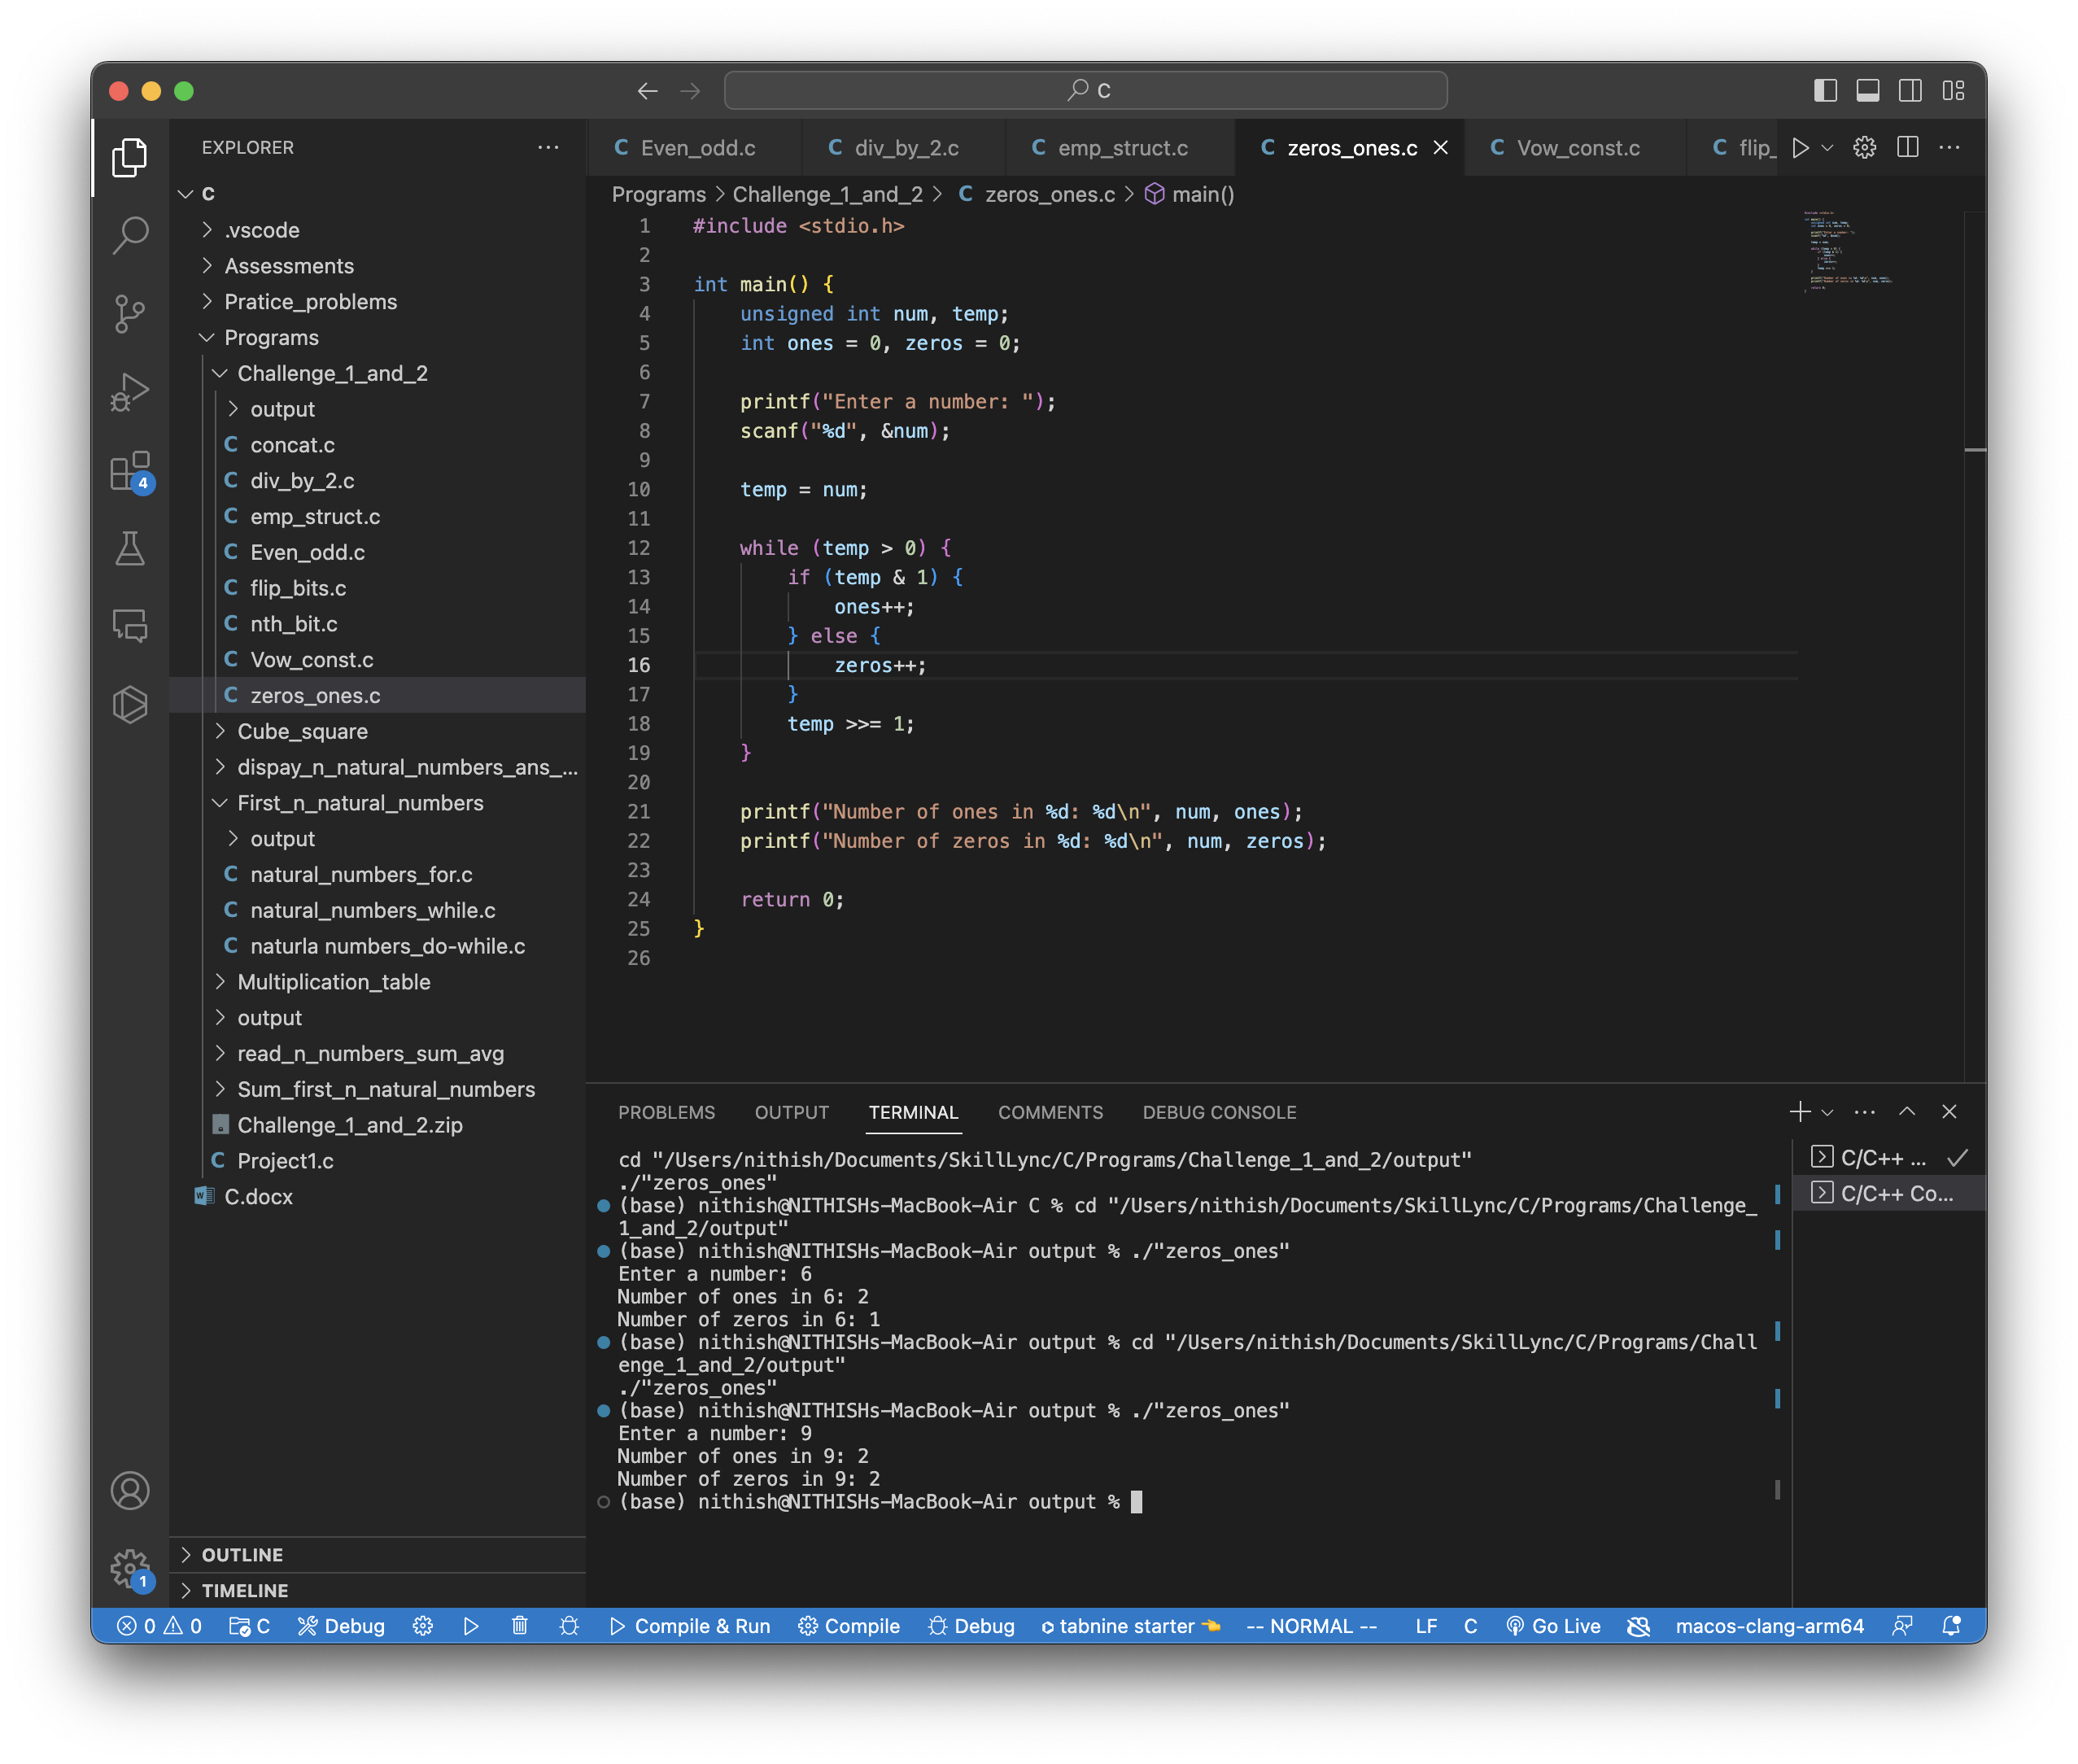 C
EXPLORER
C
.vscode
Assessments
Pratice_problems
Programs
Challenge_1_and_2
output
C concat.c
C div_by_2.c
C emp_struct.c
C Even_odd.c
C flip_bits.c
C nth_bit.c
C Vow_const.c
C zeros_ones.c
Cube_square
dispay_n_natural_numbers_ans_...
First_n_natural_numbers
output
C natural_numbers_for.c
C natural_numbers_while.c
C naturla numbers_do-while.c
Multiplication_table
output
read_n_numbers_sum_avg
Sum_first_n_natural_numbers
Challenge_1_and_2.zip
C Project1.c
C.docx
OUTLINE
TIMELINE
4
1
C Even_odd.c C div_by_2.c C emp_struct.c C zeros_ones.c C Vow_const.c C flip_
Programs > Challenge_1_and_2 > C zeros_ones.c > main()
1 #include <stdio.h>
2
3 int main() {
4 unsigned int num, temp;
5 int ones = 0, zeros = 0;
6
7 printf("Enter a number: ");
8 scanf("%d", &num);
9
10 temp = num;
11
12 while (temp > 0) {
13 if (temp & 1) {
14 ones++;
15 } else {
16 zeros++;
17 }
18 temp >>= 1;
19 }
20
21 printf("Number of ones in %d: %d\n", num, ones);
22 printf("Number of zeros in %d: %d\n", num, zeros);
23
24 return 0;
25 }
26
PROBLEMS OUTPUT TERMINAL COMMENTS DEBUG CONSOLE
cd "/Users/nithish/Documents/SkillLync/C/Programs/Challenge_1_and_2/output"
./"zeros_ones"
(base) nithish@NITHISHs-MacBook-Air C % cd "/Users/nithish/Documents/SkillLync/C/Programs/Challenge_
1_and_2/output"
(base) nithish@NITHISHs-MacBook-Air output % ./"zeros_ones"
Enter a number: 6
Number of ones in 6: 2
Number of zeros in 6: 1
(base) nithish@NITHISHs-MacBook-Air output % cd "/Users/nithish/Documents/SkillLync/C/Programs/Chall
enge_1_and_2/output"
./"zeros_ones"
(base) nithish@NITHISHs-MacBook-Air output % ./"zeros_ones"
Enter a number: 9
Number of ones in 9: 2
Number of zeros in 9: 2
(base) nithish@NITHISHs-MacBook-Air output %
C/C++ ...
C/C++ Co...
0 0 C Debug Compile & Run Compile Debug tabnine starter -- NORMAL -- LF C Go Live macos-clang-arm64